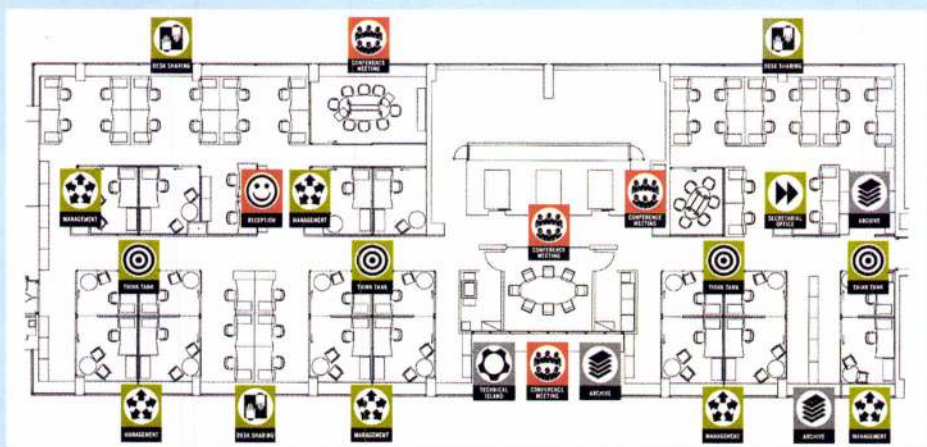 DESK SHARING
CONFERENCE
MEETING
DESK SHARING
MANAGEMENT
RECEPTION
MANAGEMENT
CONFERENCE
MEETING
SECRETARIAL
OFFICE
ARCHIVE
CONFERENCE
MEETING
THINK TANK
THINK TANK
THINK TANK
THINK TANK
TECHNICAL
ISLAND
CONFERENCE
MEETING
ARCHIVE
MANAGEMENT
DESK SHARING
MANAGEMENT
MANAGEMENT
ARCHIVE
MANAGEMENT